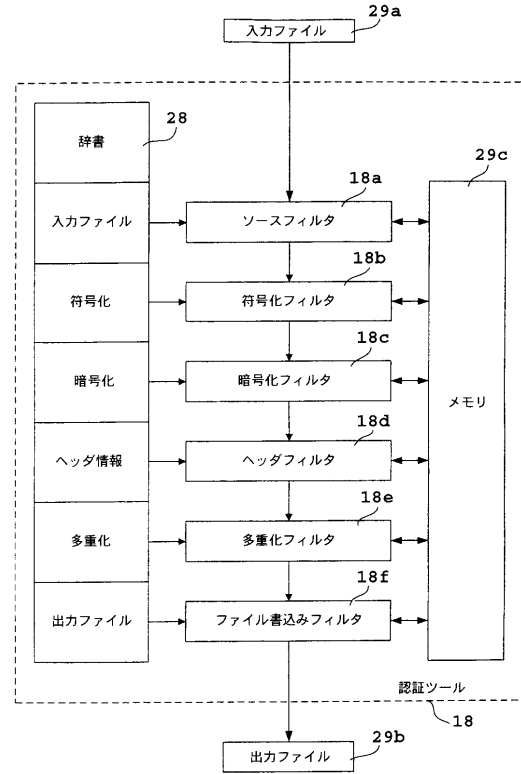 29a
入力ファイル
28
辞書
29c
18a
入力ファイル
ソースフィルタ
18b
符号化
符号化フィルタ
18c
暗号化
暗号化フィルタ
メモリ
18d
ヘッダ情報
ヘッダフィルタ
18e
多重化
多重化フィルタ
18f
出力ファイル
ファイル書込みフィルタ
認証ツール
18
29b
出力ファイル